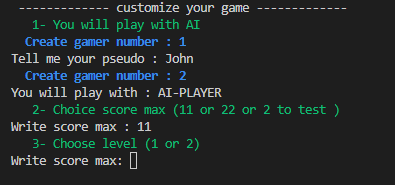 ------------- customize your game -------------
1- You will play with AI
Create gamer number : 1
Tell me your pseudo : John
Create gamer number : 2
You will play with : AI-PLAYER
2- Choice score max (11 or 22 or 2 to test )
Write score max : 11
3- Choose level (1 or 2)
Write score max: